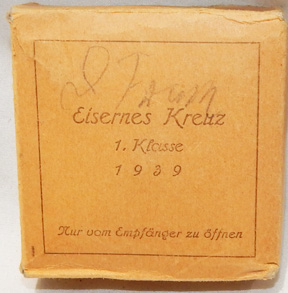 Eisernes Kreuz
1. Klasse
1939
Nur vom Empfänger zu öffnen